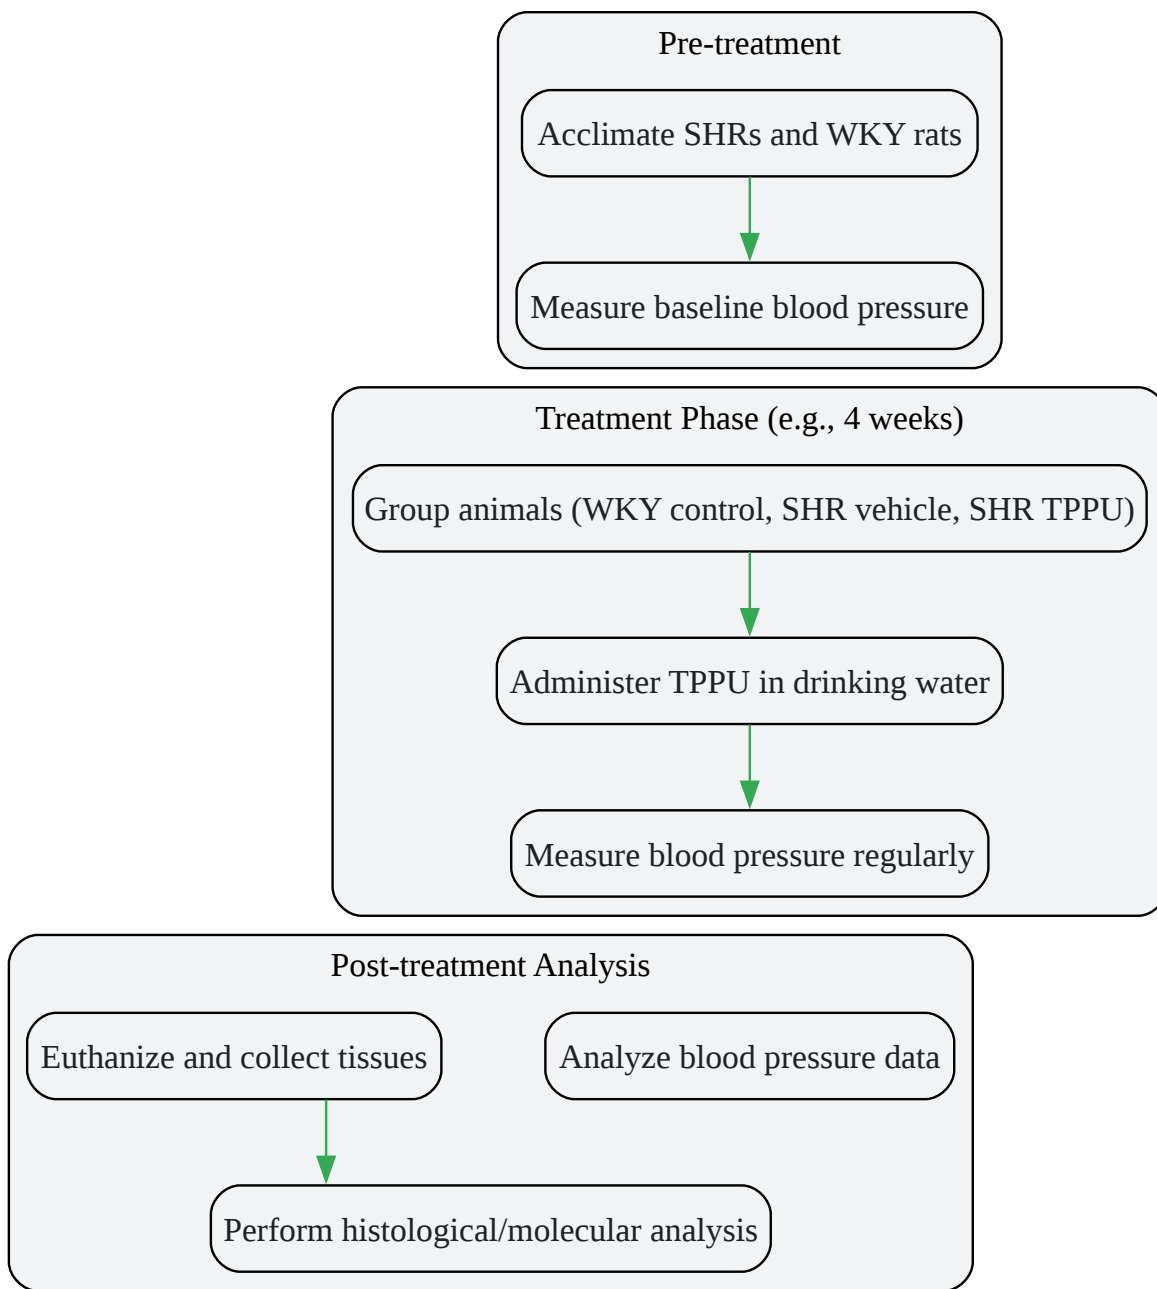 Pre-treatment
Acclimate SHRs and WKY rats
Measure baseline blood pressure
Treatment Phase (e.g., 4 weeks)
Group animals (WKY control, SHR vehicle, SHR TPPU)
Administer TPPU in drinking water
Measure blood pressure regularly
Post-treatment Analysis
Euthanize and collect tissues
Analyze blood pressure data
Perform histological/molecular analysis